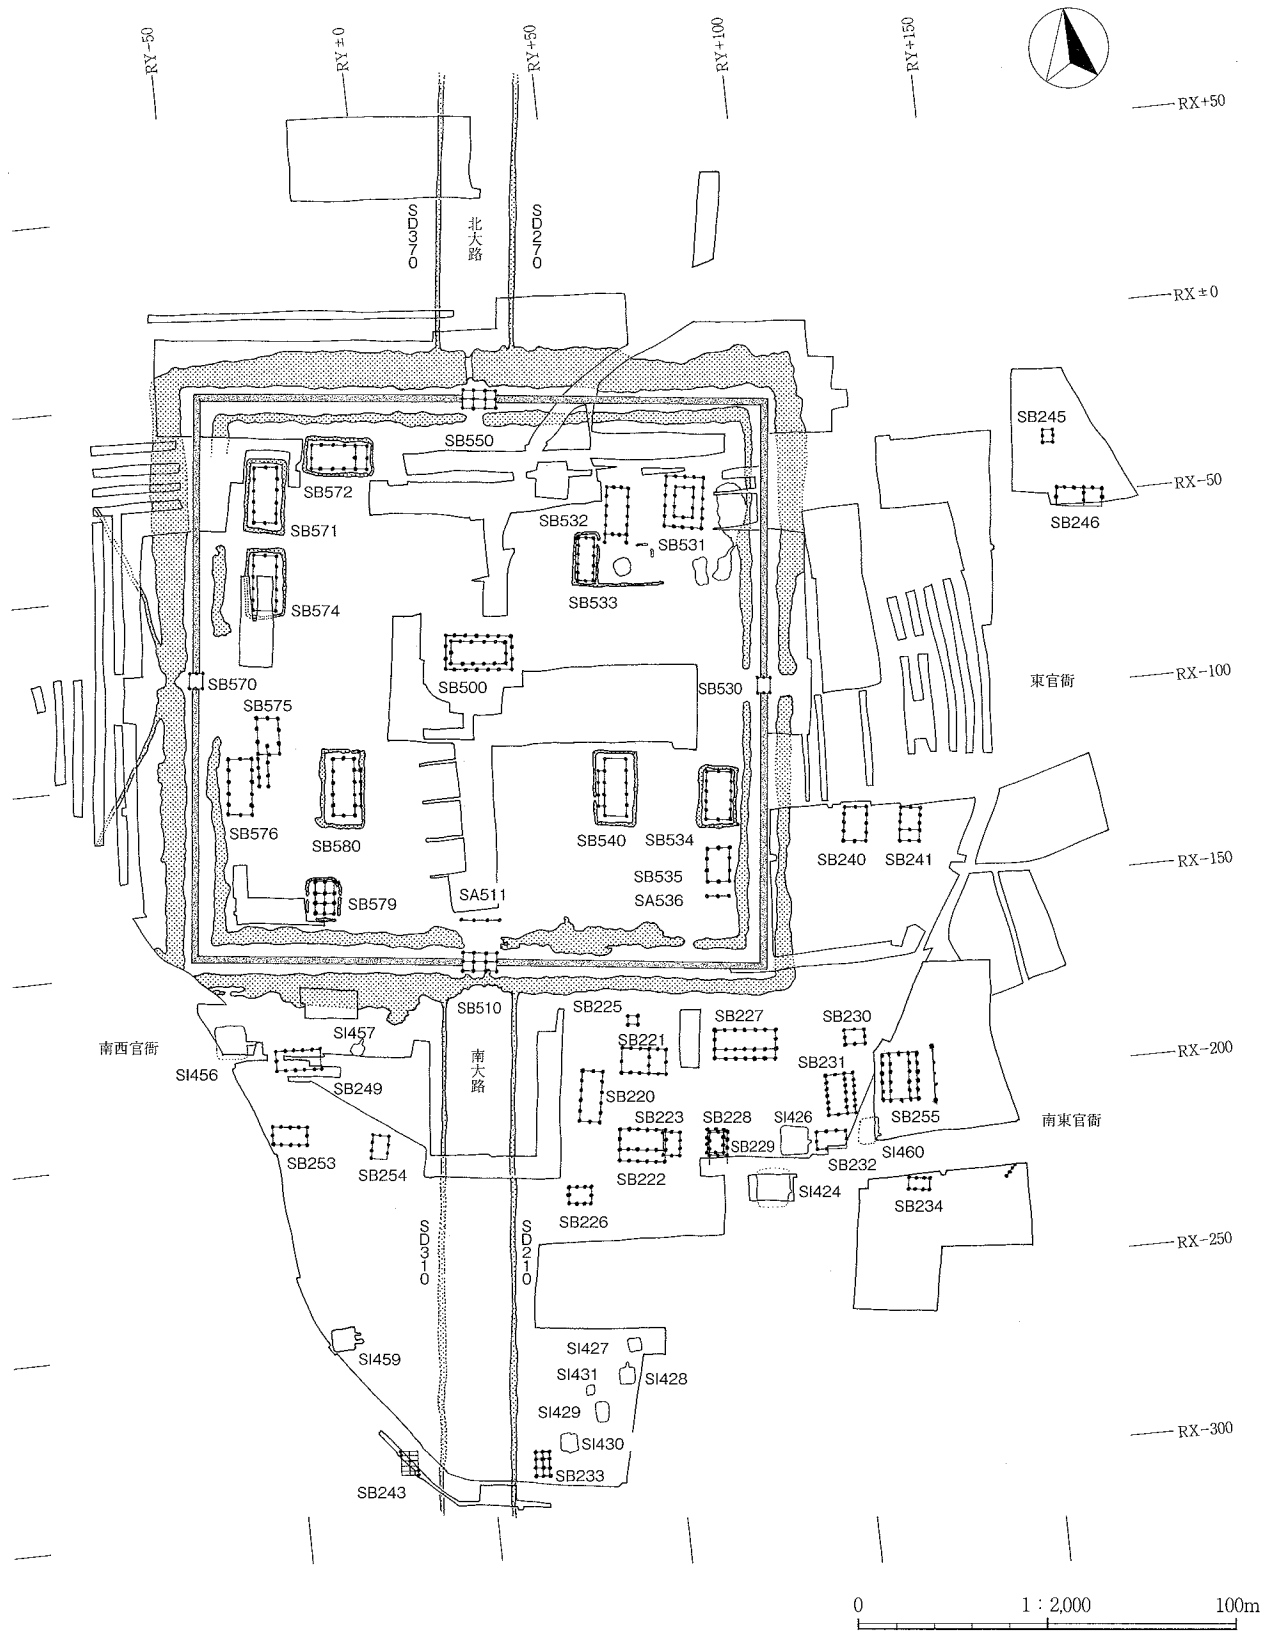 RY-50
RY±0
RY+50
RY+100
RY+150
RX+50
SD370
北大路
SD270
RX±0
SB245
SB550
SB572
RX-50
SB246
SB532
SB531
SB571
SB533
SB574
SB570
SB500
SB530
RX-100
東官衙
SB575
SB576
SB580
SB540
SB534
SB240
SB241
RX-150
SB535
SB579
SA511
SA536
SB510
SB225
SB227
SB230
SI457
南西官衙
南大路
SB221
RX-200
SI456
SB249
SB231
SB220
SB223
SB228
SI426
SB255
南東官衙
SB229
SI460
SB253
SB254
SB222
SB232
SI424
SB234
SB226
SD310
SD210
RX-250
SI427
SI459
SI431
SI428
SI429
RX-300
SI430
SB233
SB243
0
1：2,000
100m